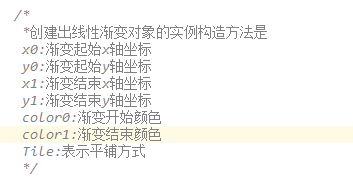 /*
*创建出线性渐变对象的实例构造方法是
x0:渐变起始x轴坐标
y0:渐变起始y轴坐标
x1:渐变结束x轴坐标
y1:渐变结束y轴坐标
color0:渐变开始颜色
color1:渐变结束颜色
Tile:表示平铺方式
*/